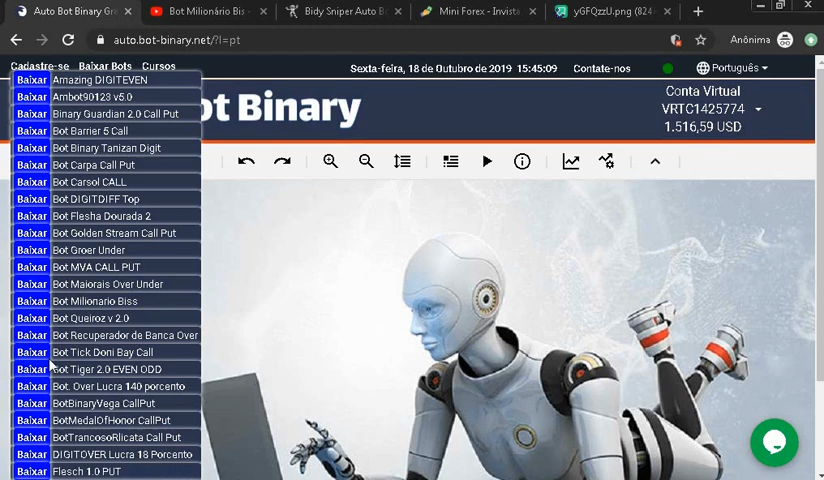 Auto Bot Binary Gra
Bot Milionário Bis -
Bidy Sniper Auto B
Mini Forex - Invista
yGFQzzU.png (824
auto.bot-binary.net/?l=pt
Anônima
Cadastre-se Baixar Bots Cursos
Sexta-feira, 18 de Outubro de 2019 15:45:09
Contate-nos
Português
Bot Binary
Conta Virtual
VRTC1425774
1.516,59 USD
Baixar Amazing DIGITEVEN
Baixar Ambot90123 v5.0
Baixar Binary Guardian 2.0 Call Put
Baixar Bot Barrier 5 Call
Baixar Bot Binary Tanizan Digit
Baixar Bot Carpa Call Put
Baixar Bot Carsol CALL
Baixar Bot DIGITDIFF Top
Baixar Bot Flesha Dourada 2
Baixar Bot Golden Stream Call Put
Baixar Bot Groer Under
Baixar Bot MVA CALL PUT
Baixar Bot Maiorais Over Under
Baixar Bot Milionario Biss
Baixar Bot Queiroz v 2.0
Baixar Bot Recuperador de Banca Over
Baixar Bot Tick Doni Bay Call
Baixar Bot Tiger 2.0 EVEN ODD
Baixar Bot. Over Lucra 140 porcento
Baixar BotBinaryVega CallPut
Baixar BotMedalOfHonor CallPut
Baixar BotTrancosoRlicata Call Put
Baixar DIGITOVER Lucra 18 Porcento
Baixar Flesch 1.0 PUT